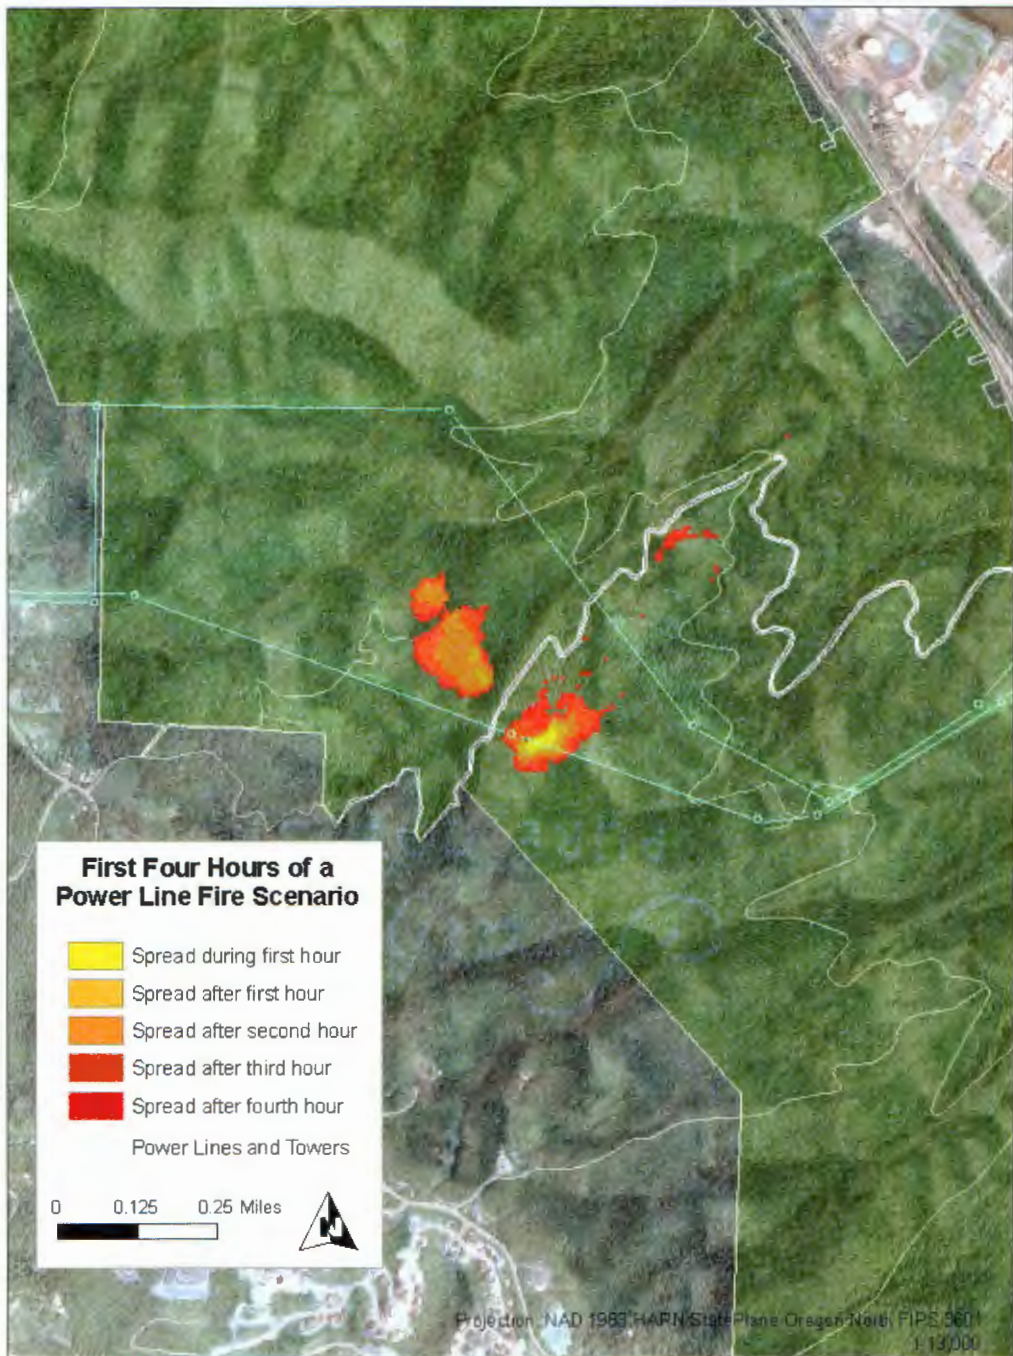 First Four Hours of a
Power Line Fire Scenario
Spread during first hour
Spread after first hour
Spread after second hour
Spread after third hour
Spread after fourth hour
Power Lines and Towers
0 0.125 0.25 Miles
N
Projection: NAD 1983 HARN StatePlane Oregon North FIPS 3601
1:13,000